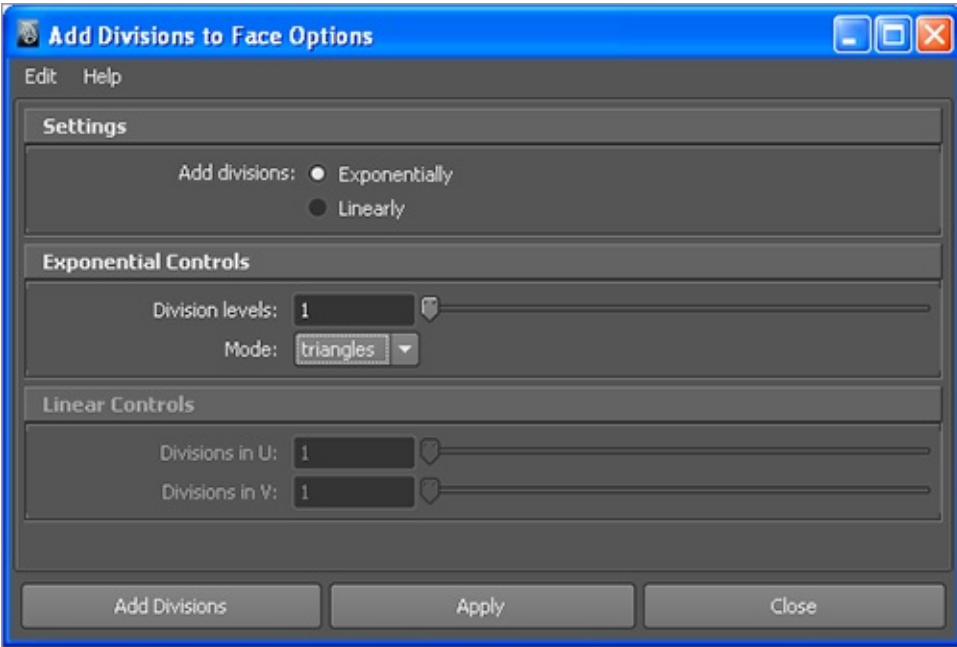 Add Divisions to Face Options
Edit Help
Settings
Add divisions: Exponentially
Linearly
Exponential Controls
Division levels: 1
Mode: triangles
Linear Controls
Divisions in U: 1
Divisions in V: 1
Add Divisions Apply Close